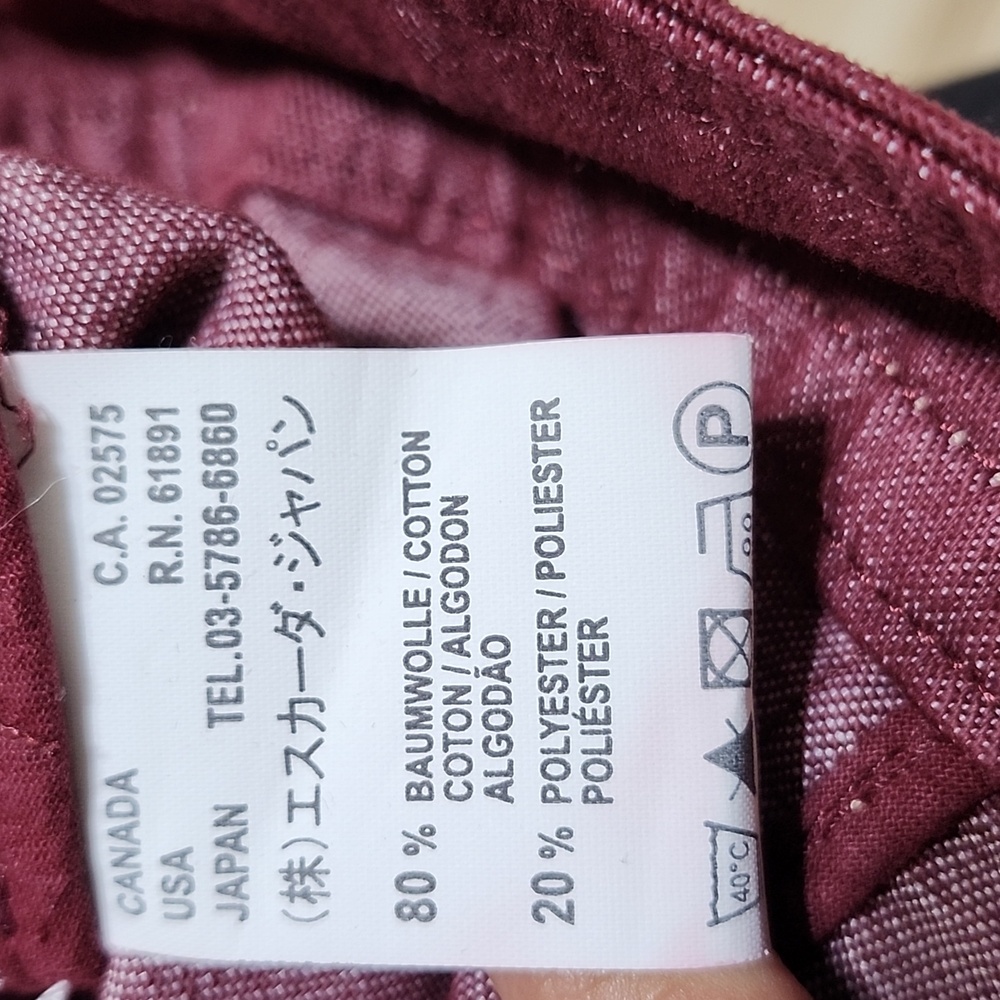 CANADA C.A. 02575
USA R.N. 61891
JAPAN TEL.03-5786-6860
(株)エスカーダ・ジャパン
80 % BAUMWOLLE / COTTON
COTON / ALGODON
ALGODÃO
20 % POLYESTER / POLIESTER
POLIÉSTER
40°C P